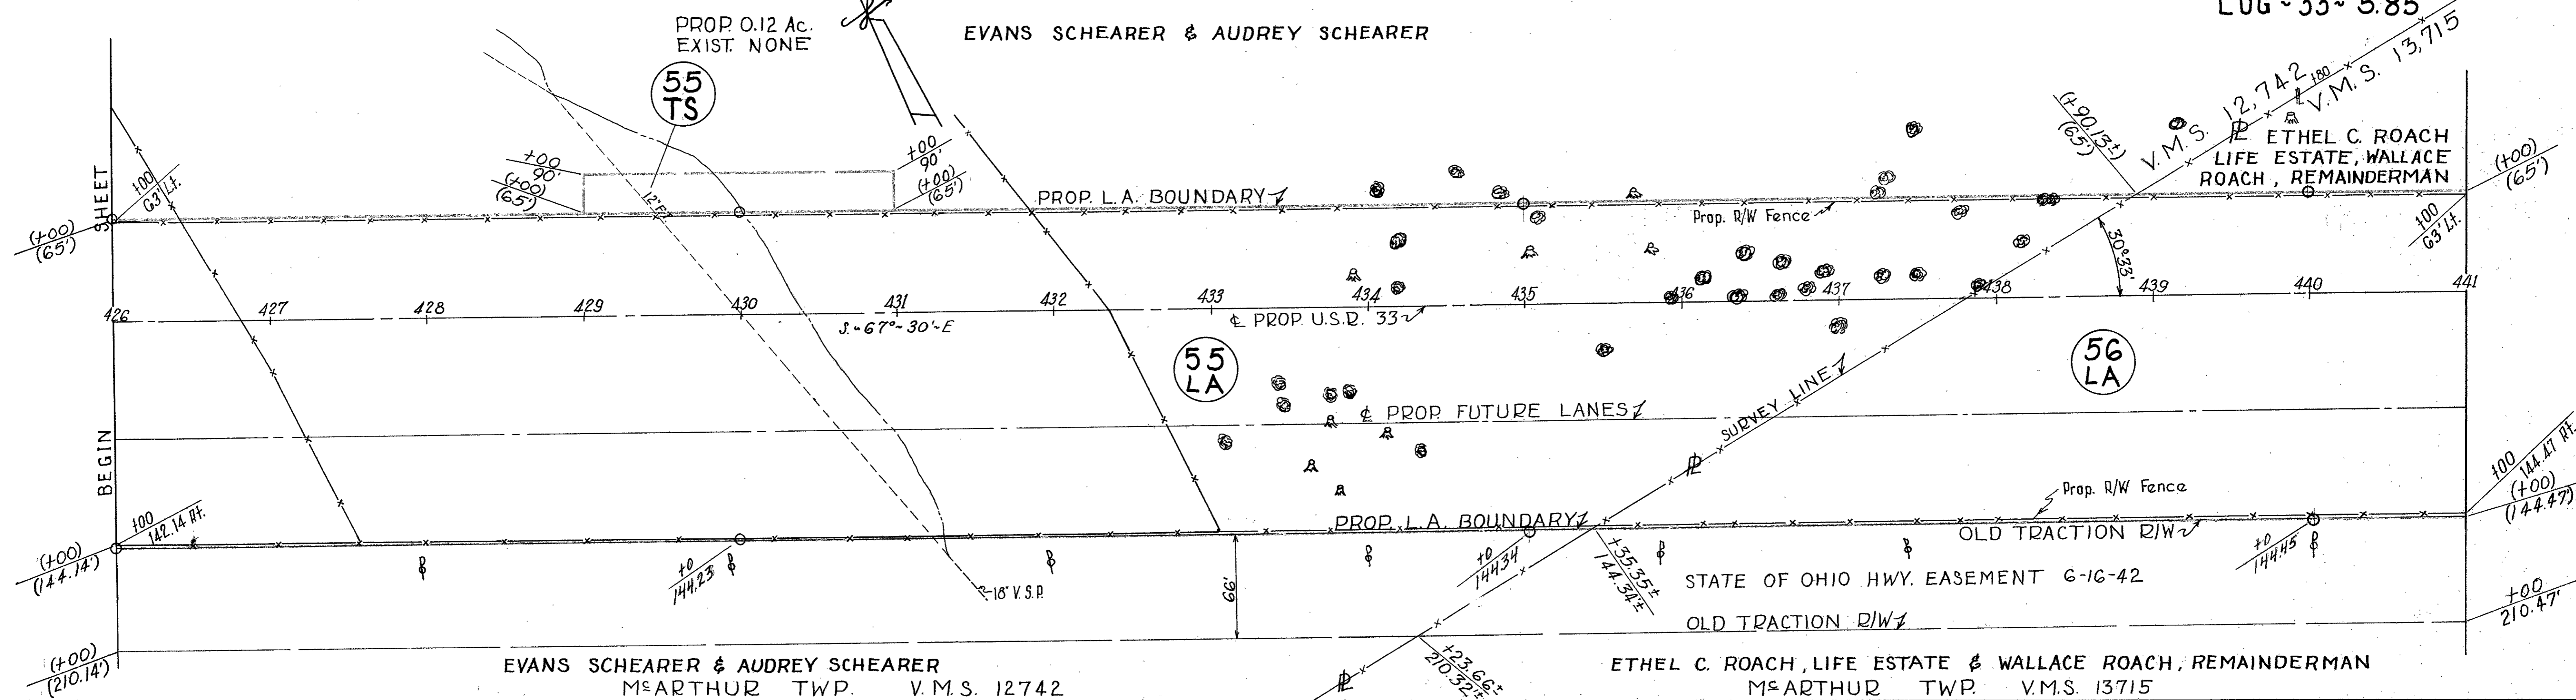 LOG ~ 33 ~ 5.85
PROP. 0.12 Ac.
EXIST. NONE
EVANS SCHEARER & AUDREY SCHEARER
55
TS
V.M.S. 12,742
V.M.S. 13,715
+80
ETHEL C. ROACH
LIFE ESTATE, WALLACE
ROACH, REMAINDERMAN
(+90.13±)
(65')
SHEET
BEGIN
+00
63' Lt.
(+00)
(65')
+00
90'
(+00)
(65')
+00
90'
(+00)
(65')
PROP. L.A. BOUNDARY
Prop. R/W Fence
30°33'
(+00)
(65')
+00
63' Lt.
426 427 428 429 430 431 432 433 434 435 436 437 438 439 440 441
S. ~ 67° ~ 30' ~ E
℄ PROP. U.S.R. 33
55
LA
56
LA
℄ PROP. FUTURE LANES
SURVEY LINE
PROP. L.A. BOUNDARY
Prop. R/W Fence
OLD TRACTION R/W
+00
142.14 Rt.
(+00)
(144.14')
+0
144.23'
18" V.S.P.
66'
+0
144.34
+35.35±
144.34'±
STATE OF OHIO HWY. EASEMENT 6-16-42
+0
144.45
+00
144.47 Rt.
(+00)
(144.47)
OLD TRACTION R/W
+00
210.47'
(+00)
(210.14')
+23.66±
210.32'±
EVANS SCHEARER & AUDREY SCHEARER
McARTHUR TWP. V.M.S. 12742
ETHEL C. ROACH, LIFE ESTATE & WALLACE ROACH, REMAINDERMAN
McARTHUR TWP. V.M.S. 13715